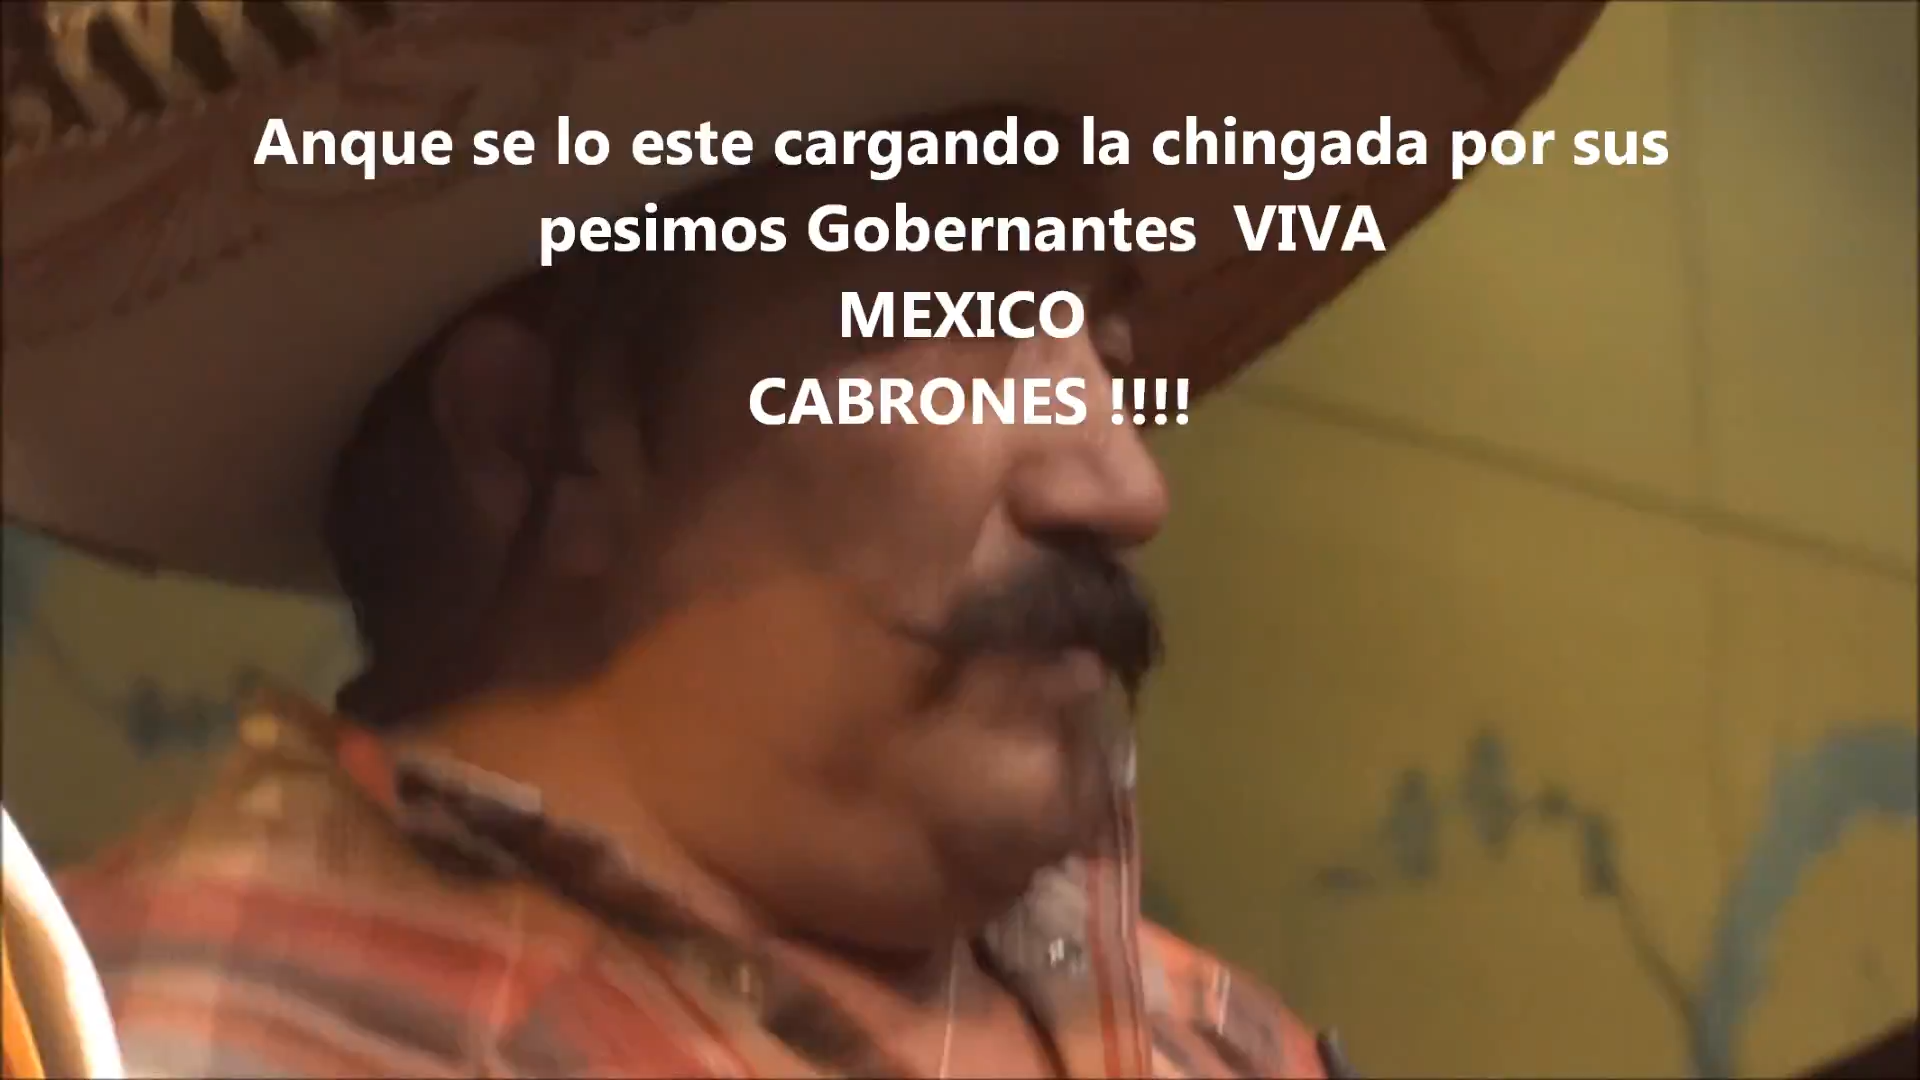 Anque se lo este cargando la chingada por sus
pesimos Gobernantes  VIVA
MEXICO
CABRONES !!!!